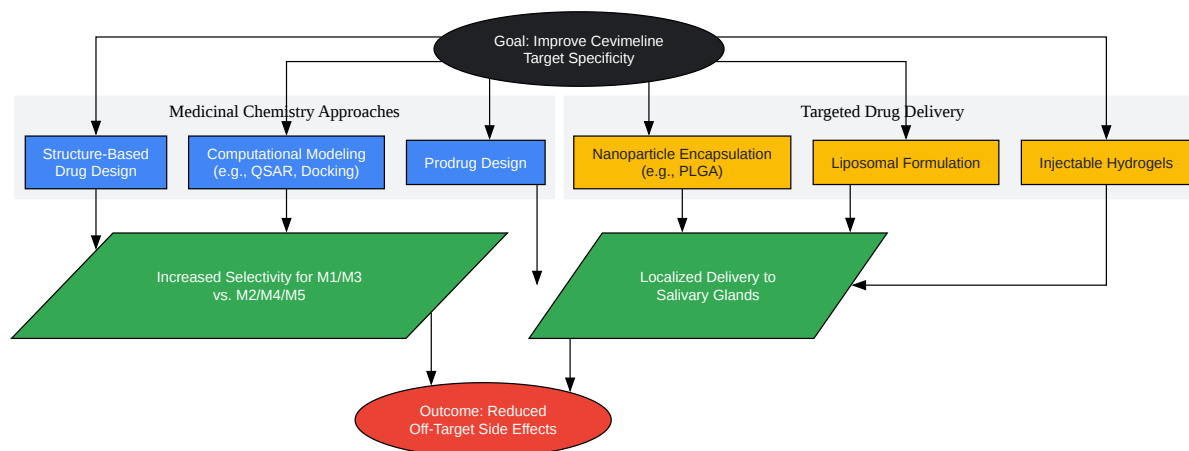 Goal: Improve Cevimeline
Target Specificity
Medicinal Chemistry Approaches
Targeted Drug Delivery
Structure-Based
Drug Design
Computational Modeling
(e.g., QSAR, Docking)
Prodrug Design
Nanoparticle Encapsulation
(e.g., PLGA)
Liposomal Formulation
Injectable Hydrogels
Increased Selectivity for M1/M3
vs. M2/M4/M5
Localized Delivery to
Salivary Glands
Outcome: Reduced
Off-Target Side Effects